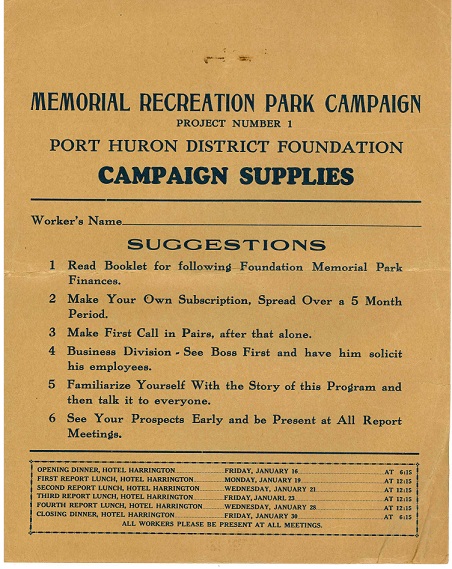 MEMORIAL RECREATION PARK CAMPAIGN
PROJECT NUMBER 1
PORT HURON DISTRICT FOUNDATION
CAMPAIGN SUPPLIES
Worker's Name
SUGGESTIONS
1 Read Booklet for following Foundation Memorial Park
Finances.
2 Make Your Own Subscription, Spread Over a 5 Month
Period.
3 Make First Call in Pairs, after that alone.
4 Business Division - See Boss First and have him solicit
his employees.
5 Familiarize Yourself With the Story of this Program and
then talk it to everyone.
6 See Your Prospects Early and be Present at All Report
Meetings.
OPENING DINNER, HOTEL HARRINGTON FRIDAY, JANUARY 16 AT 6:15
FIRST REPORT LUNCH, HOTEL HARRINGTON MONDAY, JANUARY 19 AT 12:15
SECOND REPORT LUNCH, HOTEL HARRINGTON WEDNESDAY, JANUARY 21 AT 12:15
THIRD REPORT LUNCH, HOTEL HARRINGTON FRIDAY, JANUARI 23 AT 12:15
FOURTH REPORT LUNCH, HOTEL HARRINGTON WEDNESDAY, JANUARY 28 AT 12:15
CLOSING DINNER, HOTEL HARRINGTON FRIDAY, JANUARY 30 AT 6:15
ALL WORKERS PLEASE BE PRESENT AT ALL MEETINGS.